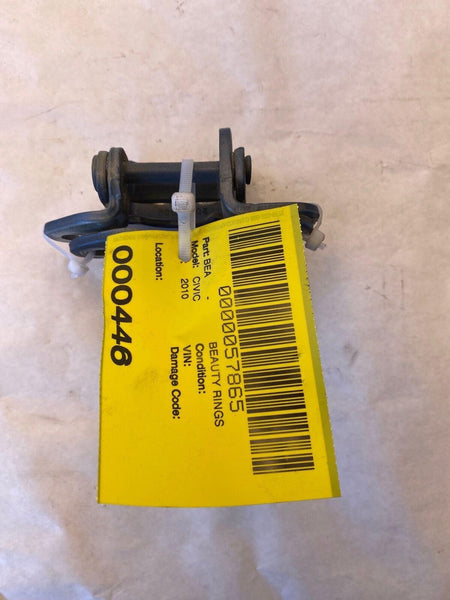 0000057865
BEAUTY RINGS
Part: BEA -
Condition:
Model: CIVIC
VIN:
2010
Damage Code:
Location:
000446